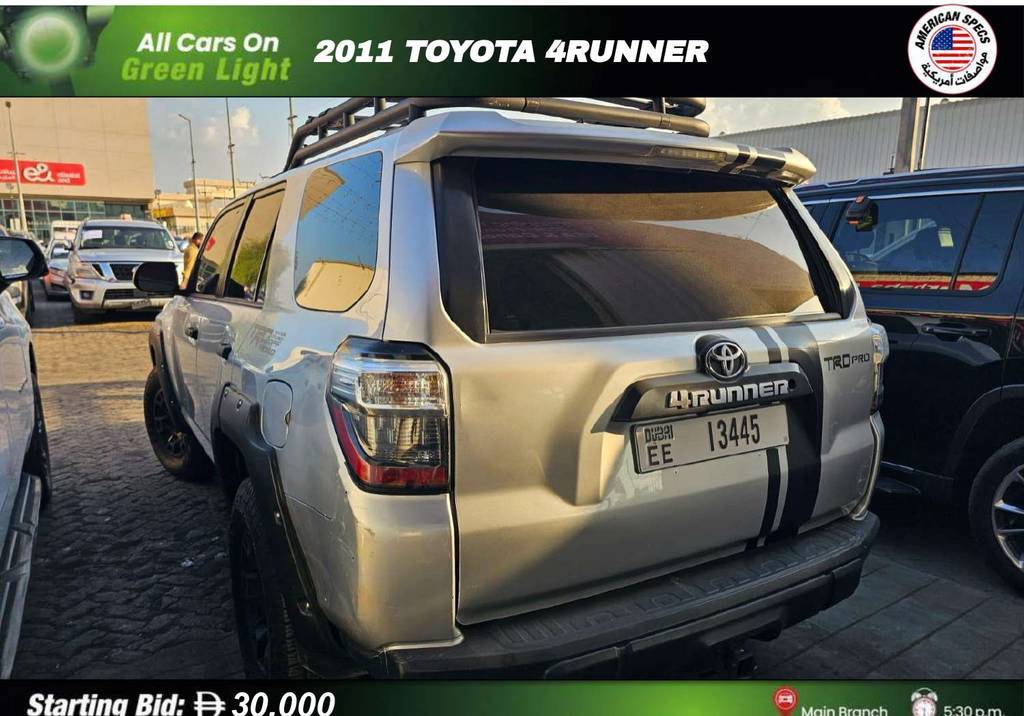 All Cars On
Green Light
2011 TOYOTA 4RUNNER
AMERICAN SPECS
مواصفات أمريكية
e&
TRD PRO
4RUNNER
DUBAI
EE
13445
Starting Bid: 30,000
Main Branch
5:30 p.m.